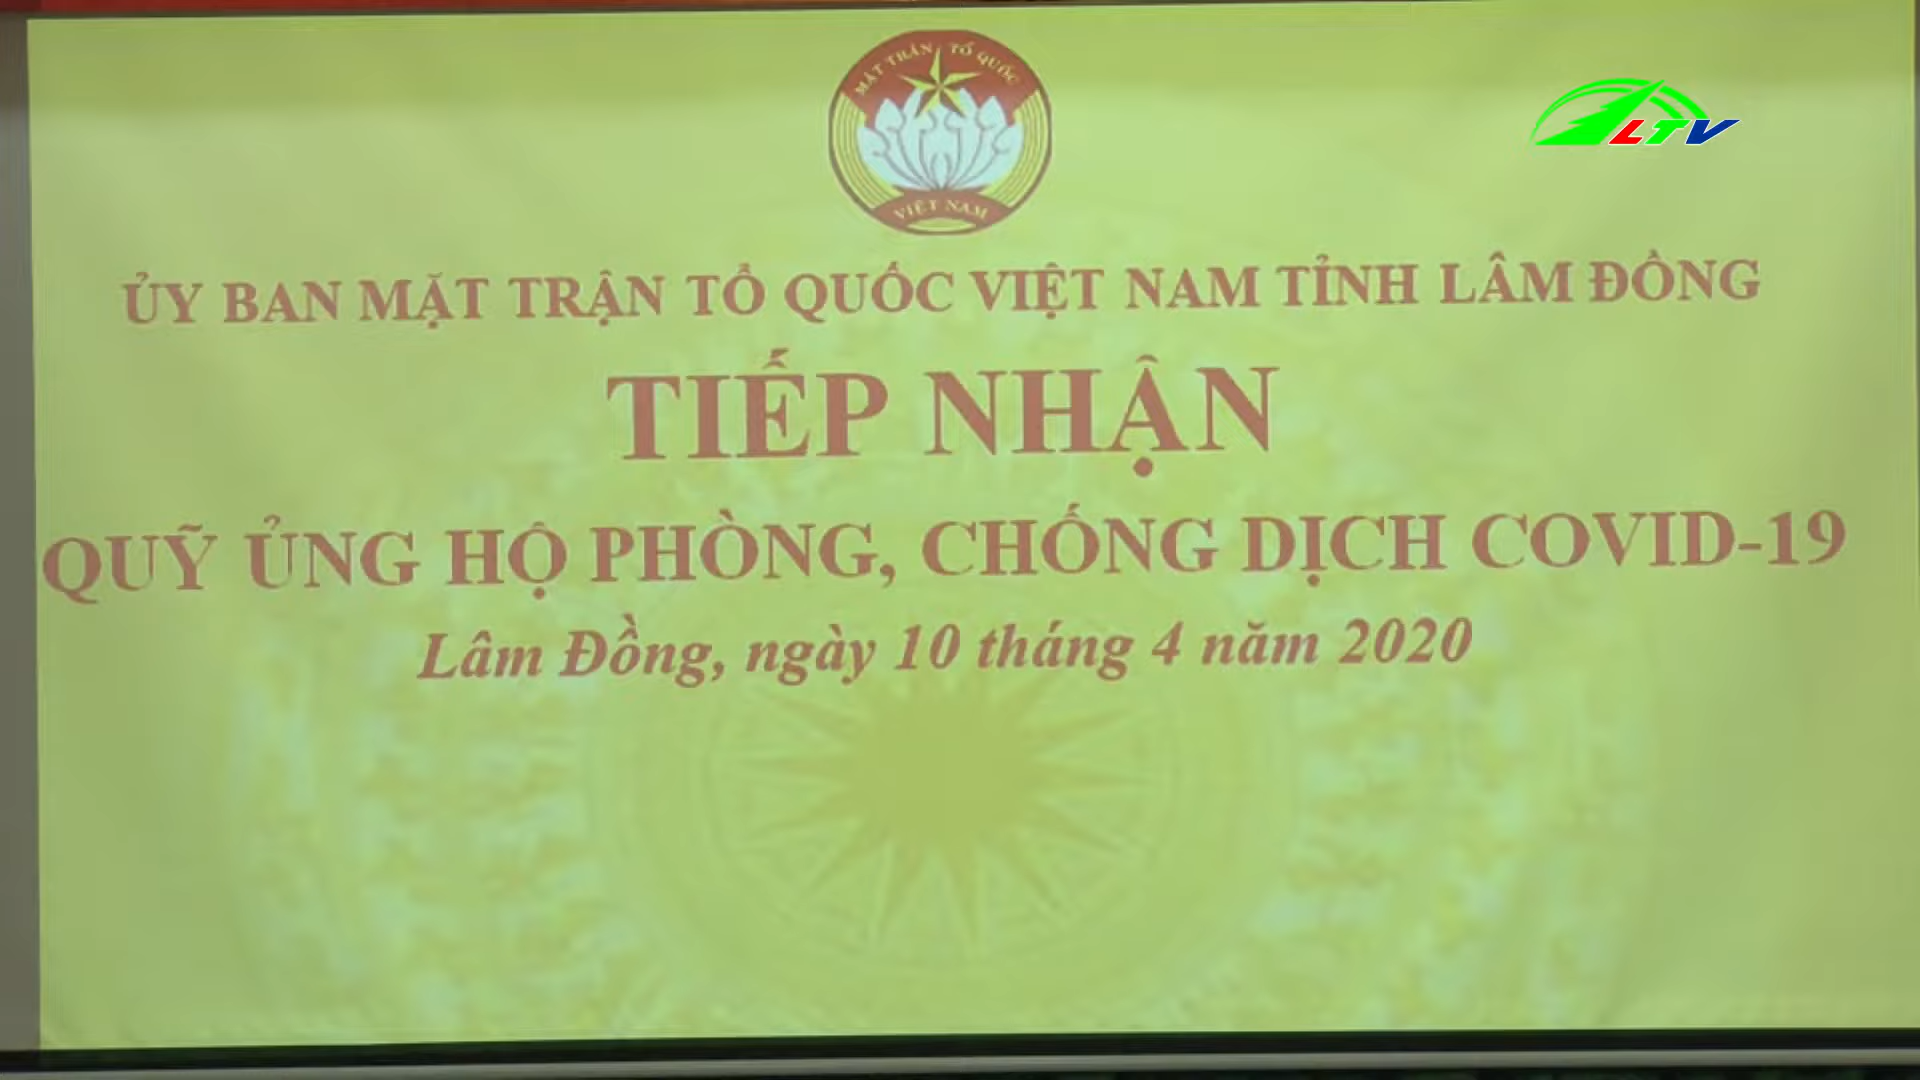 MẶT TRẬN TỔ QUỐC
VIỆT NAM
LTV
ỦY BAN MẶT TRẬN TỔ QUỐC VIỆT NAM TỈNH LÂM ĐỒNG
TIẾP NHẬN
QUỸ ỦNG HỘ PHÒNG, CHỐNG DỊCH COVID-19
Lâm Đồng, ngày 10 tháng 4 năm 2020